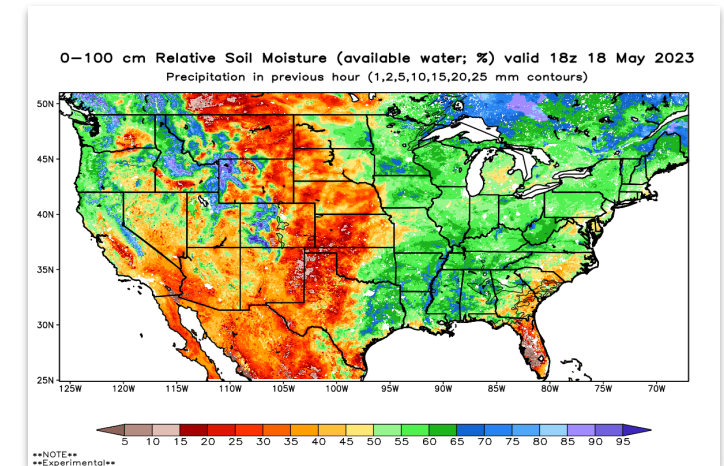 0–100 cm Relative Soil Moisture (available water; %) valid 18z 18 May 2023
Precipitation in previous hour (1,2,5,10,15,20,25 mm contours)
50N
45N
40N
35N
30N
25N
125W 120W 115W 110W 105W 100W 95W 90W 85W 80W 75W 70W
5 10 15 20 25 30 35 40 45 50 55 60 65 70 75 80 85 90 95
**NOTE**
**Experimental**